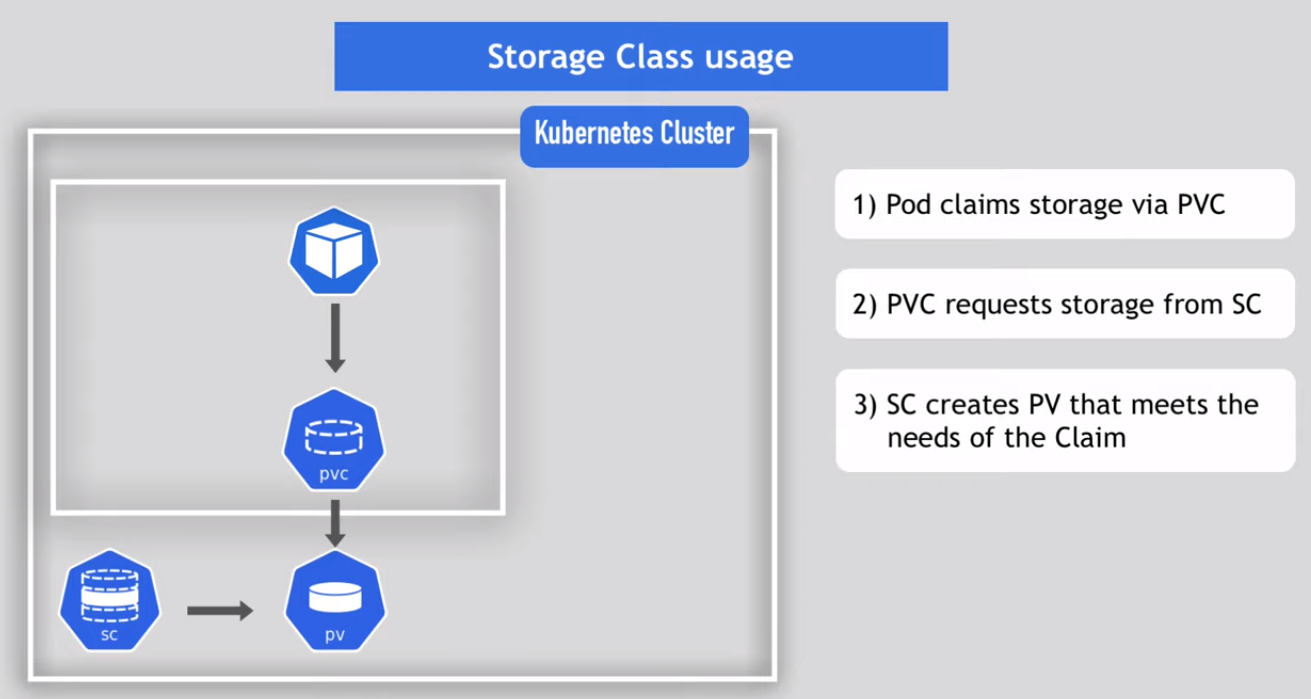 Storage Class usage
Kubernetes Cluster
1) Pod claims storage via PVC
2) PVC requests storage from SC
3) SC creates PV that meets the
needs of the Claim
pvc
sc
pv